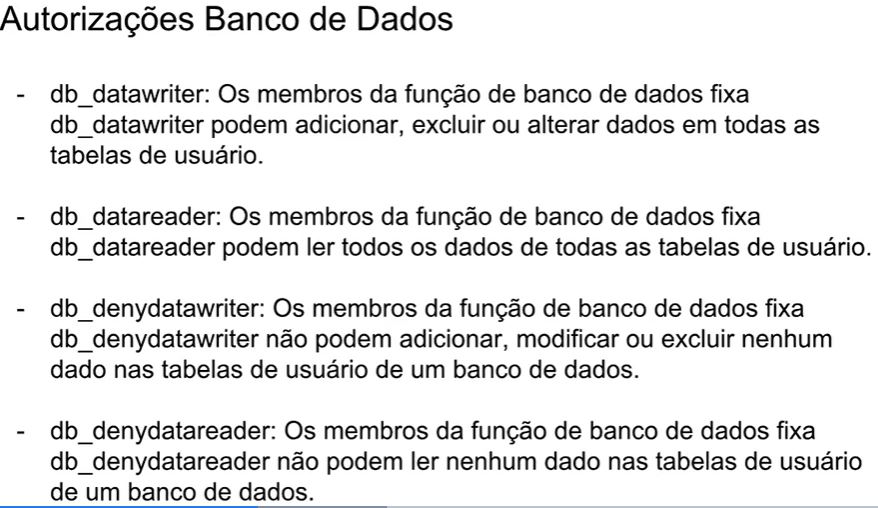 Autorizações Banco de Dados
- db_datawriter: Os membros da função de banco de dados fixa
db_datawriter podem adicionar, excluir ou alterar dados em todas as
tabelas de usuário.
- db_datareader: Os membros da função de banco de dados fixa
db_datareader podem ler todos os dados de todas as tabelas de usuário.
- db_denydatawriter: Os membros da função de banco de dados fixa
db_denydatawriter não podem adicionar, modificar ou excluir nenhum
dado nas tabelas de usuário de um banco de dados.
- db_denydatareader: Os membros da função de banco de dados fixa
db_denydatareader não podem ler nenhum dado nas tabelas de usuário
de um banco de dados.